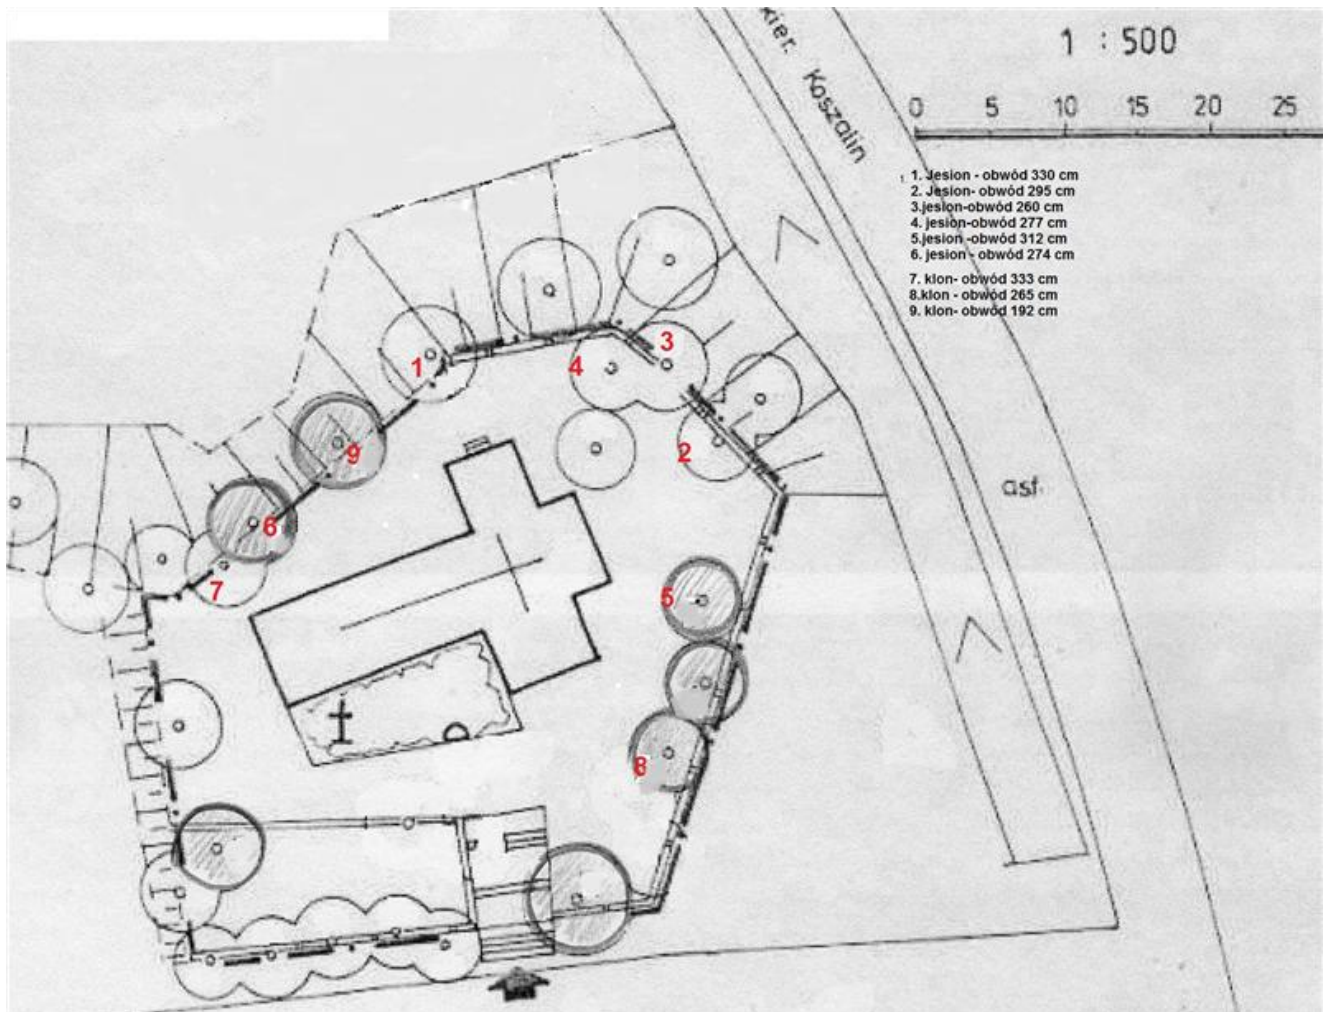 kier. Koszalin
1 : 500
0 5 10 15 20 25
1. Jesion - obwód 330 cm
2. Jesion- obwód 295 cm
3.jesion-obwód 260 cm
4. jesion-obwód 277 cm
5.jesion -obwód 312 cm
6. jesion - obwód 274 cm
7. klon- obwód 333 cm
8.klon - obwód 265 cm
9. klon- obwód 192 cm
3
1
4
2
9
asf.
6
7
5
8